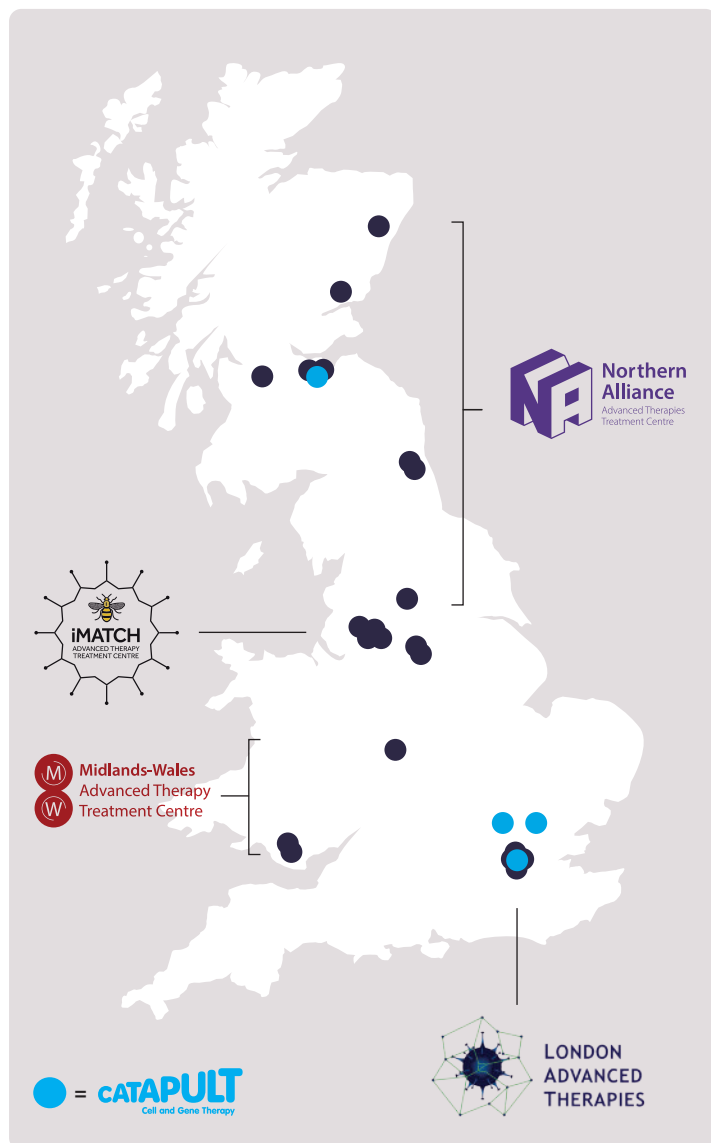 Northern
Alliance
Advanced Therapies
Treatment Centre
iMATCH
ADVANCED THERAPY
TREATMENT CENTRE
M
W
Midlands-Wales
Advanced Therapy
Treatment Centre
= CATAPULT
Cell and Gene Therapy
LONDON
ADVANCED
THERAPIES